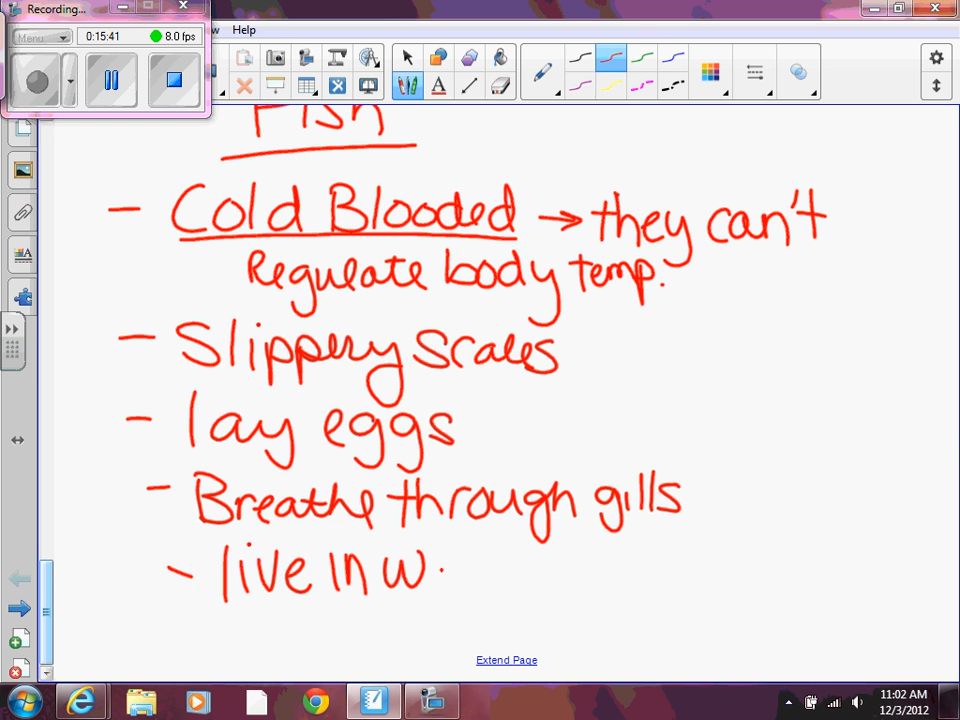 Recording...
Menu
0:15:41
8.0 fps
w Help
Fish
- Cold Blooded → they can't
Regulate body temp.
- Slippery scales
- lay eggs
- Breathe through gills
- live in w
Extend Page
11:02 AM
12/3/2012